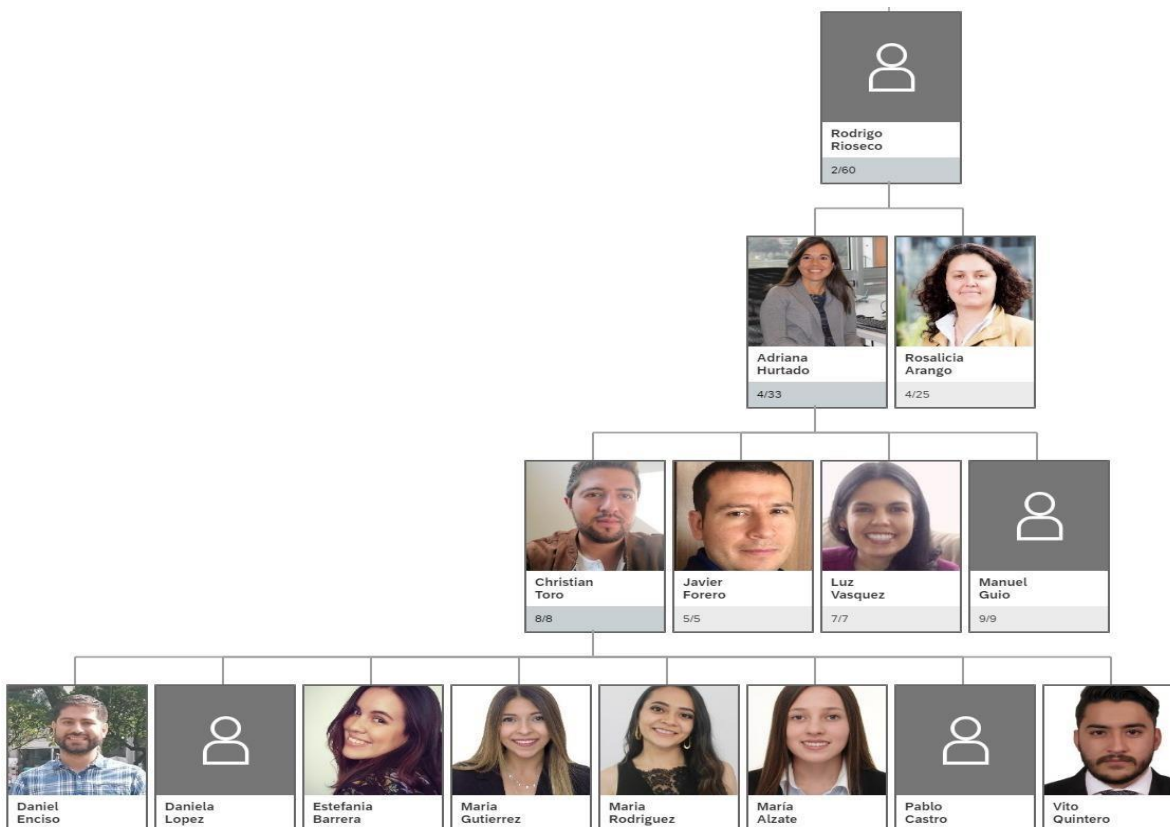 Rodrigo
Rioseco
2/60
Adriana
Hurtado
4/33
Rosalicia
Arango
4/25
Christian
Toro
8/8
Javier
Forero
5/5
Luz
Vasquez
7/7
Manuel
Guio
9/9
Daniel
Enciso
Daniela
Lopez
Estefania
Barrera
Maria
Gutierrez
Maria
Rodriguez
María
Alzate
Pablo
Castro
Vito
Quintero